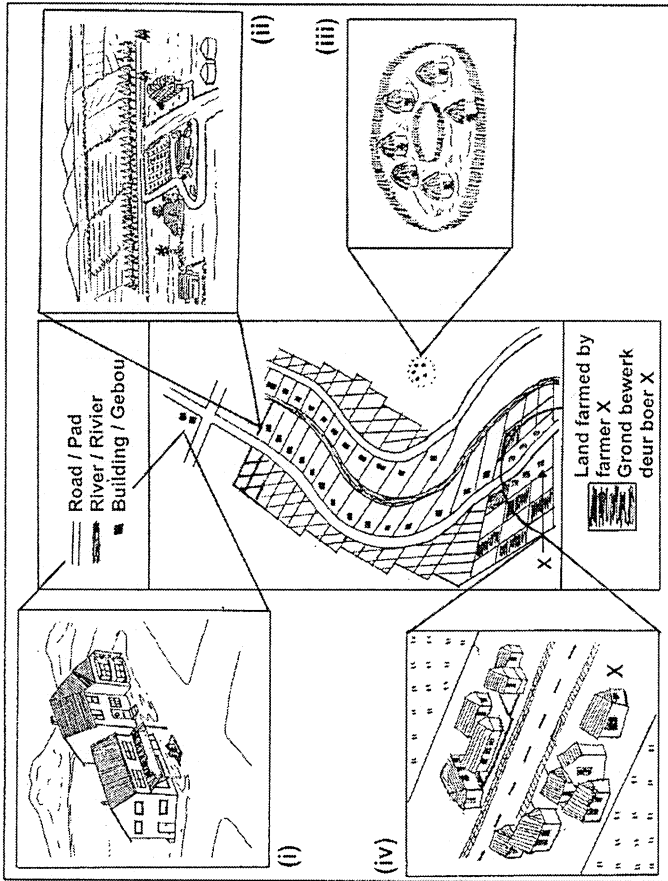 (i)
(ii)
(iii)
(iv)
Road / Pad
River / Rivier
Building / Gebou
X
X
Land farmed by
farmer X
Grond bewerk
deur boer X